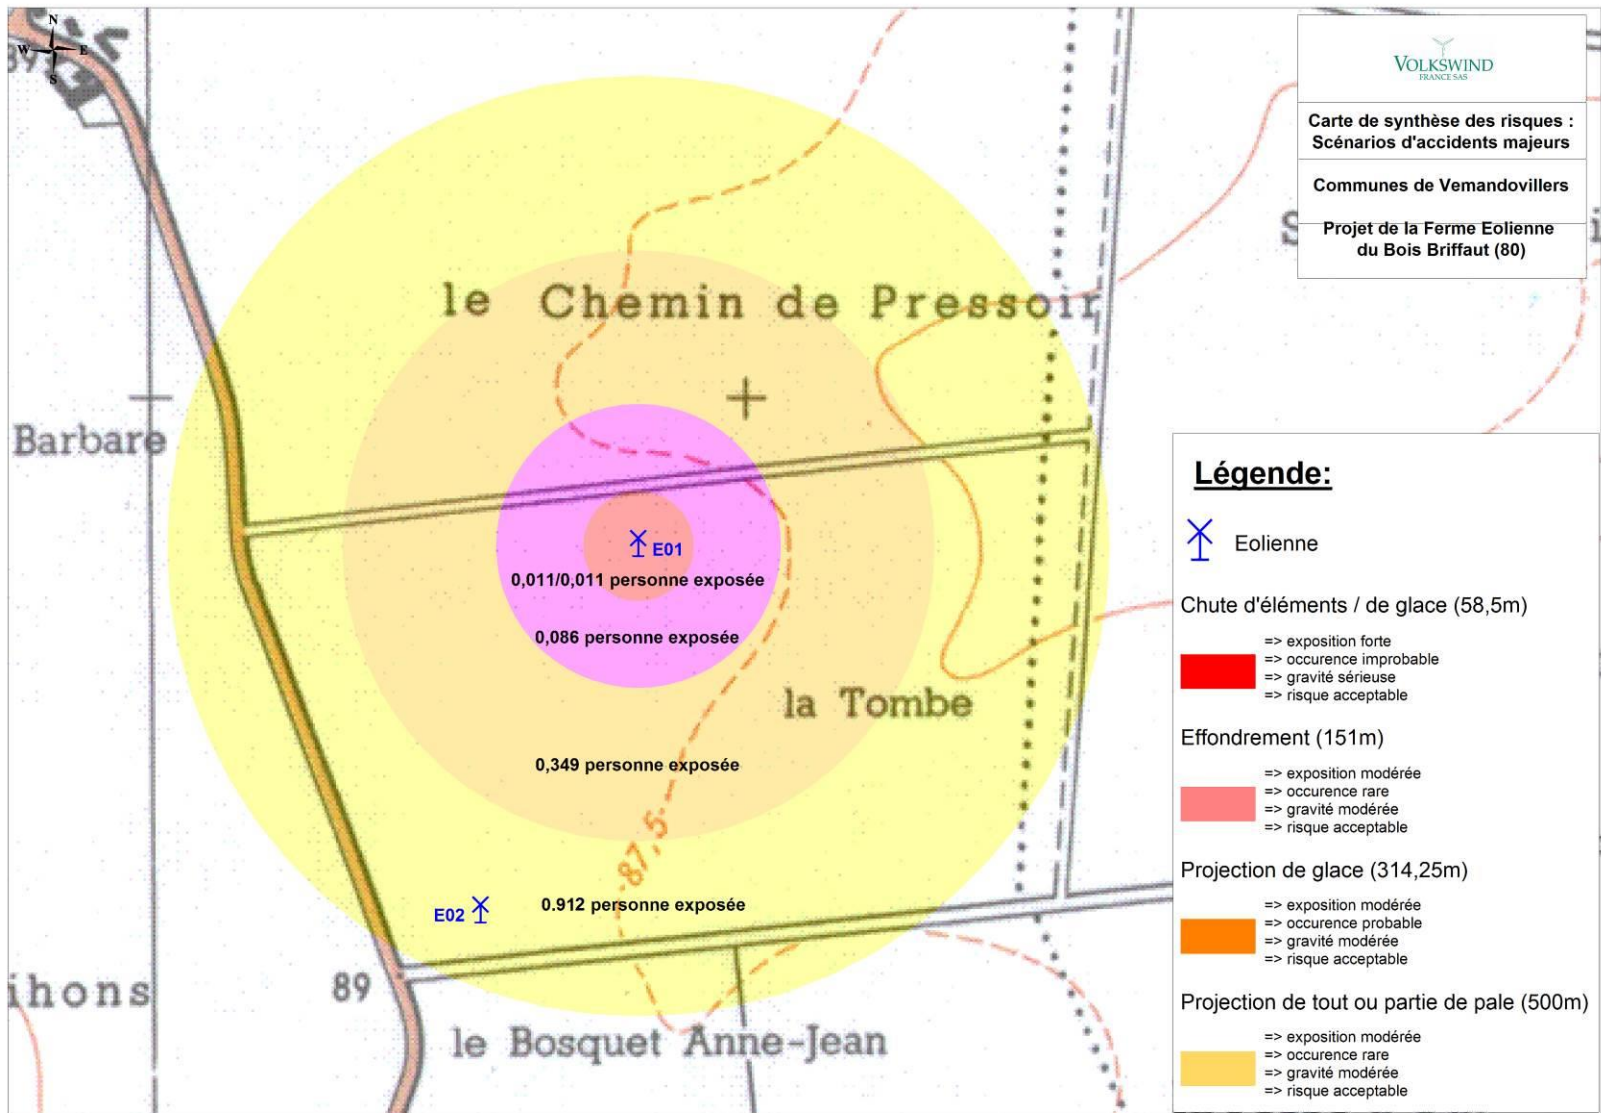 N
W E
S
89
VOLKSWIND
FRANCE SAS
Carte de synthèse des risques :
Scénarios d'accidents majeurs
Communes de Vemandovillers
Projet de la Ferme Eolienne
du Bois Briffaut (80)
le Chemin de Pressoir
Barbare
E01
0,011/0,011 personne exposée
0,086 personne exposée
la Tombe
0,349 personne exposée
87,5
E02
0.912 personne exposée
ihons
89
le Bosquet Anne-Jean
Légende:
Eolienne
Chute d'éléments / de glace (58,5m)
=> exposition forte
=> occurence improbable
=> gravité sérieuse
=> risque acceptable
Effondrement (151m)
=> exposition modérée
=> occurence rare
=> gravité modérée
=> risque acceptable
Projection de glace (314,25m)
=> exposition modérée
=> occurence probable
=> gravité modérée
=> risque acceptable
Projection de tout ou partie de pale (500m)
=> exposition modérée
=> occurence rare
=> gravité modérée
=> risque acceptable